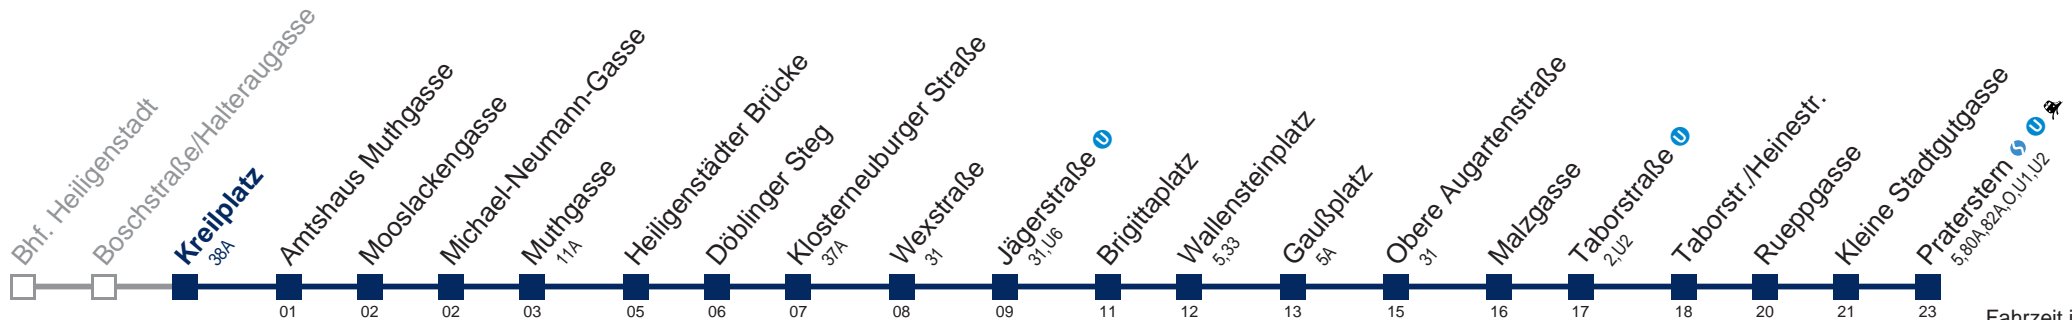 Bhf. Heiligenstadt
Boschstraße/Halteraugasse
Kreilplatz
38A
Amtshaus Muthgasse
Mooslackengasse
Michael-Neumann-Gasse
Muthgasse
11A
Heiligenstädter Brücke
Döblinger Steg
Klosterneuburger Straße
37A
Wexstraße
31
Jägerstraße U
31,U6
Brigittaplatz
Wallensteinplatz
5,33
Gaußplatz
5A
Obere Augartenstraße
31
Malzgasse
Taborstraße U
2,U2
Taborstr./Heinestr.
Rueppgasse
Kleine Stadtgutgasse
Praterstern S U
5,80A,82A,O,U1,U2
01 02 02 03 05 06 07 08 09 11 12 13 15 16 17 18 20 21 23
Fahrzeit